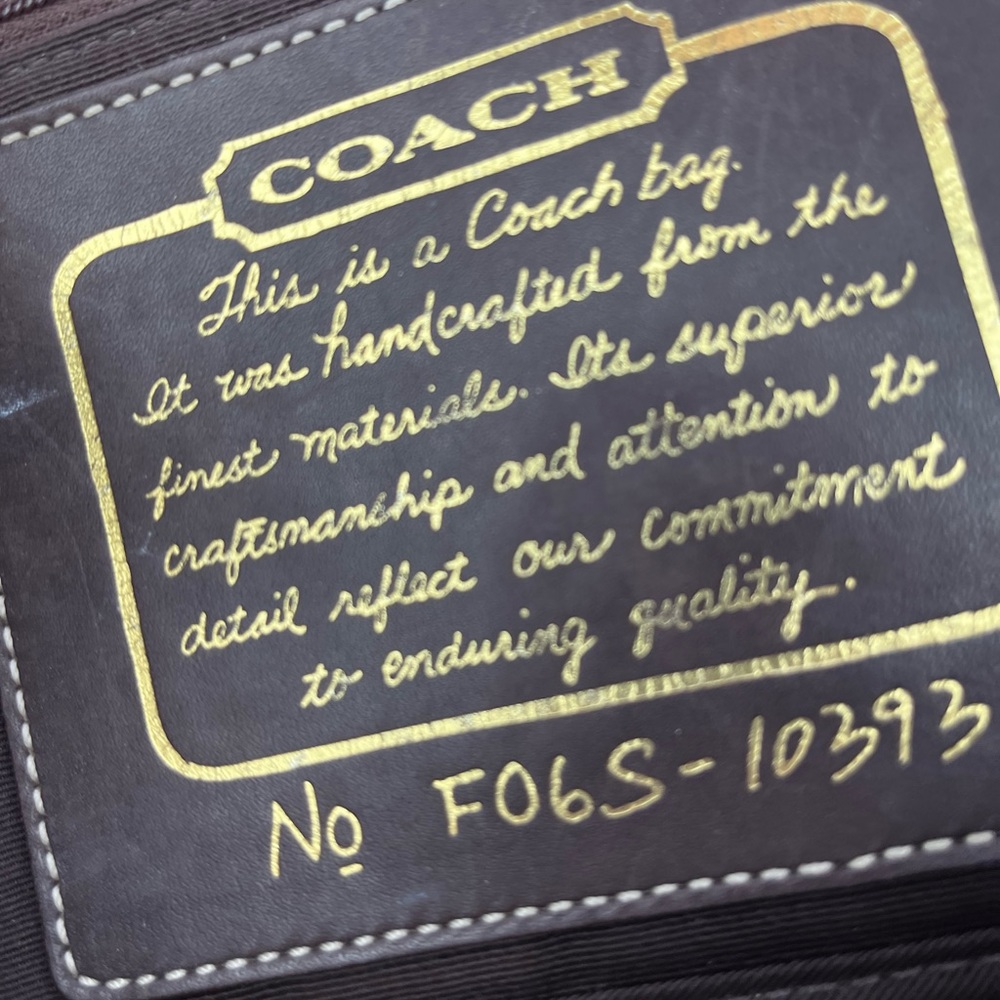 COACH
This is a Coach bag.
It was handcrafted from the
finest materials. Its superior
craftsmanship and attention to
detail reflect our commitment
to enduring quality.
No F06S-10393